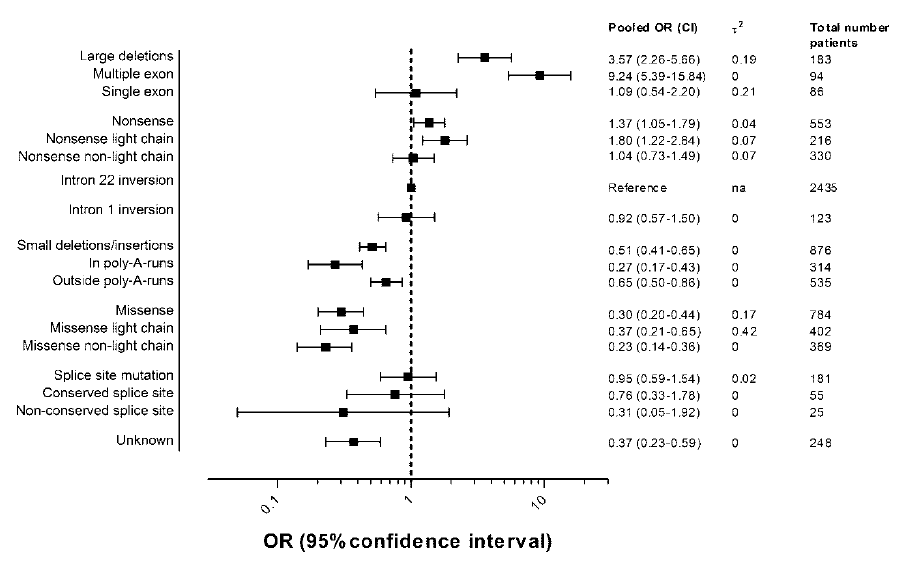 Pooled OR (CI) τ² Total number
patients
Large deletions 3.57 (2.26-5.66) 0.19 183
Multiple exon 9.24 (5.39-15.84) 0 94
Single exon 1.09 (0.54-2.20) 0.21 86
Nonsense 1.37 (1.05-1.79) 0.04 553
Nonsense light chain 1.80 (1.22-2.64) 0.07 216
Nonsense non-light chain 1.04 (0.73-1.49) 0.07 330
Intron 22 inversion Reference na 2435
Intron 1 inversion 0.92 (0.57-1.50) 0 123
Small deletions/insertions 0.51 (0.41-0.65) 0 876
In poly-A-runs 0.27 (0.17-0.43) 0 314
Outside poly-A-runs 0.65 (0.50-0.86) 0 535
Missense 0.30 (0.20-0.44) 0.17 784
Missense light chain 0.37 (0.21-0.65) 0.42 402
Missense non-light chain 0.23 (0.14-0.36) 0 369
Splice site mutation 0.95 (0.59-1.54) 0.02 181
Conserved splice site 0.76 (0.33-1.78) 0 55
Non-conserved splice site 0.31 (0.05-1.92) 0 25
Unknown 0.37 (0.23-0.59) 0 248
0.1 1 10
OR (95% confidence interval)